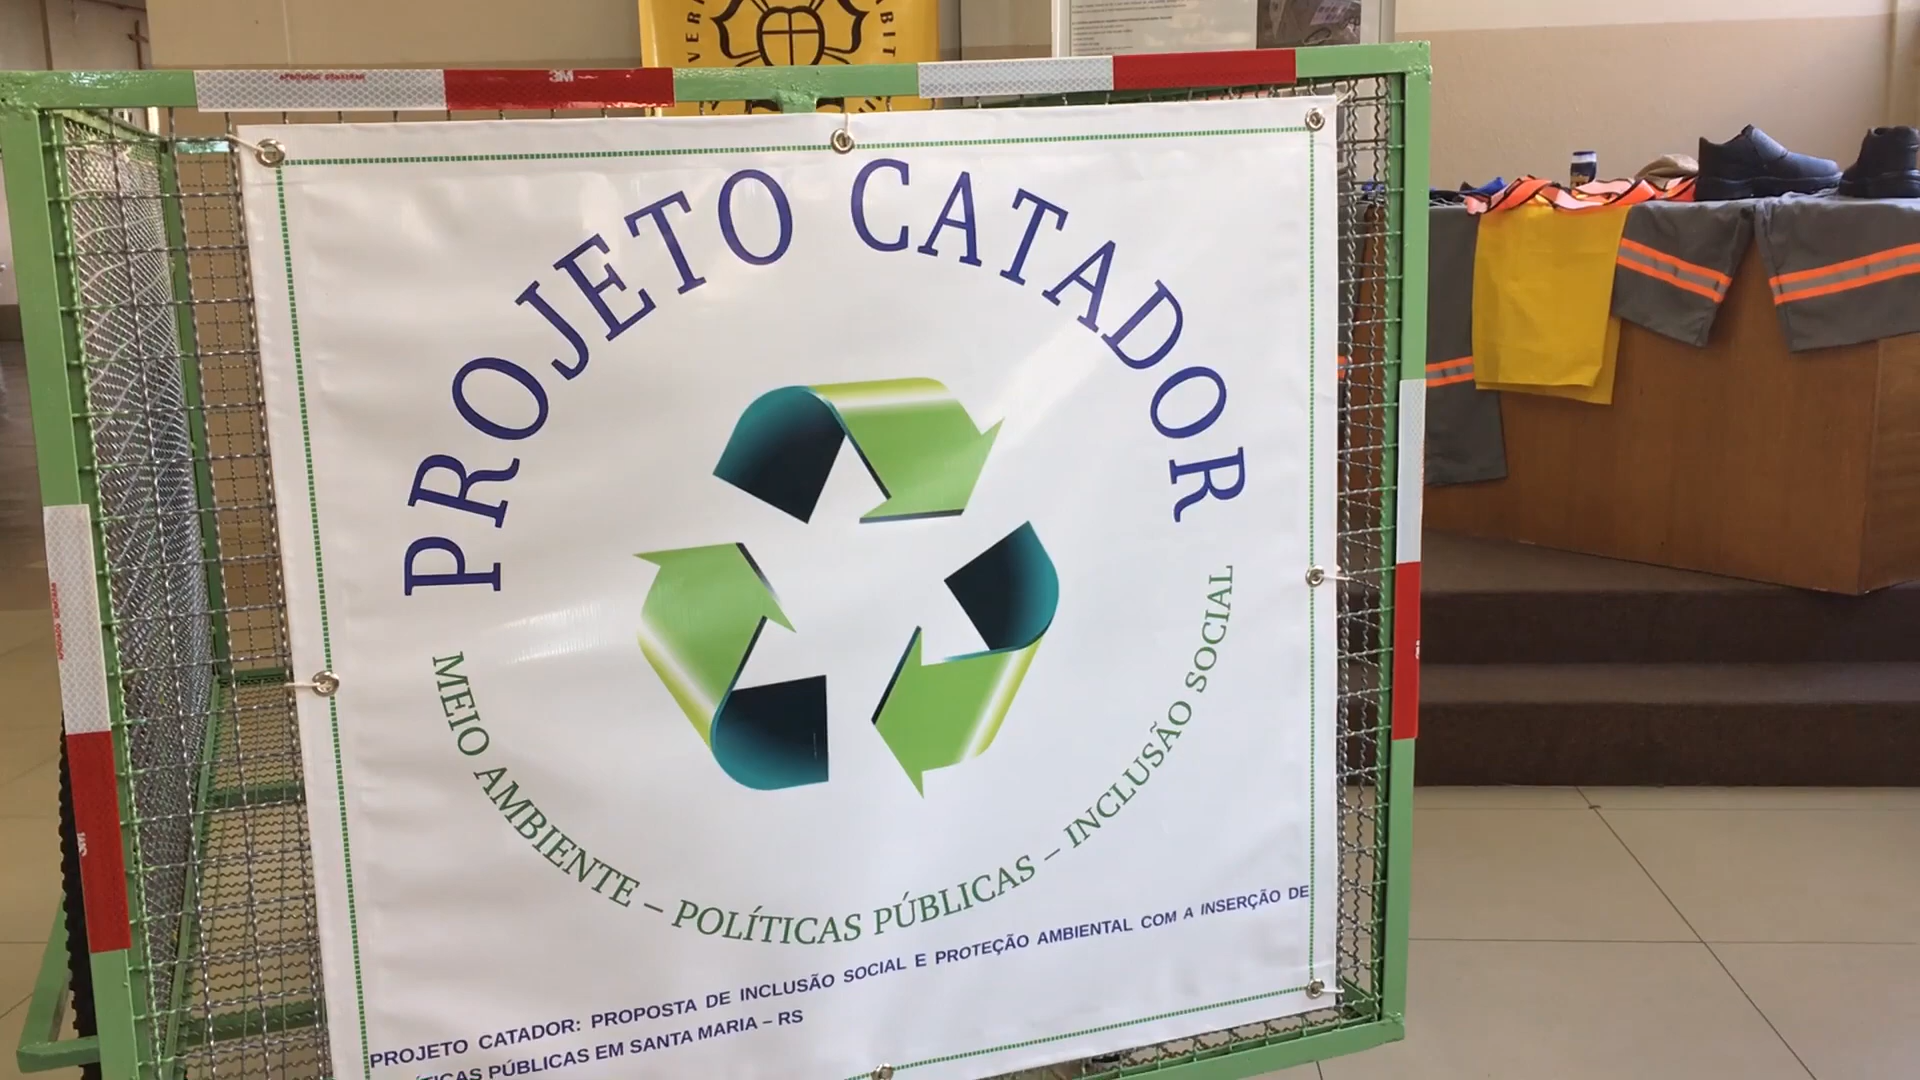 3M
PROJETO CATADOR
MEIO AMBIENTE – POLÍTICAS PÚBLICAS – INCLUSÃO SOCIAL
PROJETO CATADOR: PROPOSTA DE INCLUSÃO SOCIAL E PROTEÇÃO AMBIENTAL COM A INSERÇÃO DE
PÚBLICAS EM SANTA MARIA – RS
3M